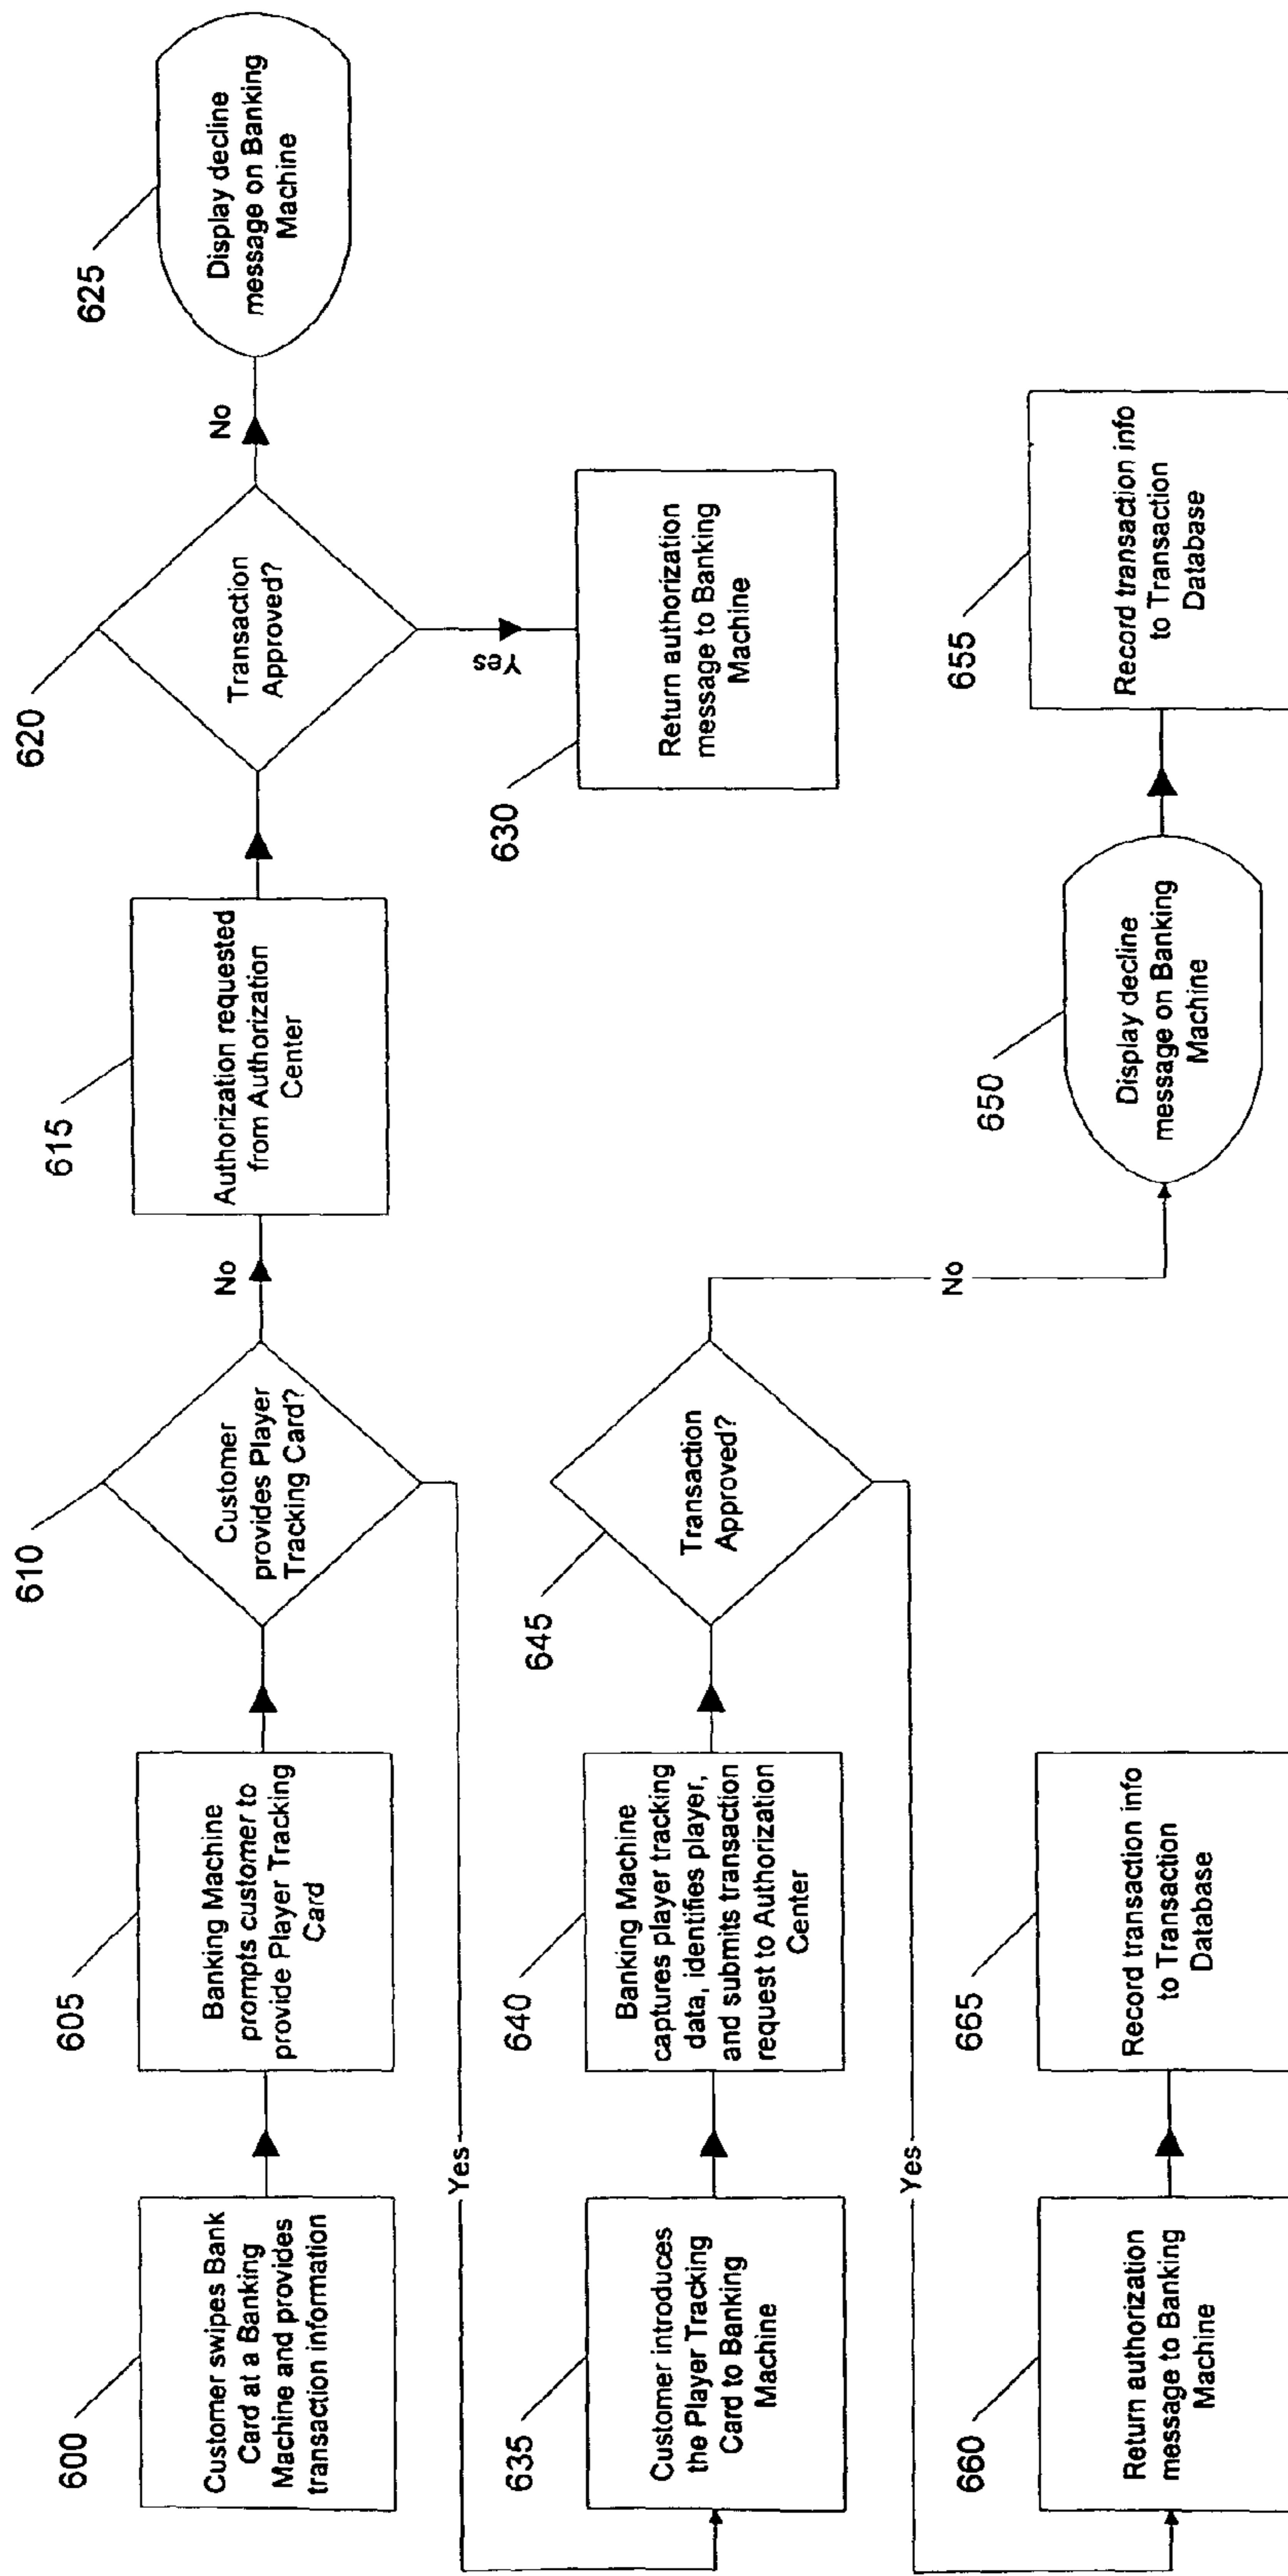 600
Customer swipes Bank
Card at a Banking
Machine and provides
transaction information
605
Banking Machine
prompts customer to
provide Player Tracking
Card
610
Customer
provides Player
Tracking Card?
No
Yes
615
Authorization requested
from Authorization
Center
620
Transaction
Approved?
No
Yes
625
Display decline
message on Banking
Machine
630
Return authorization
message to Banking
Machine
635
Customer introduces
the Player Tracking
Card to Banking
Machine
640
Banking Machine
captures player tracking
data, identifies player,
and submits transaction
request to Authorization
Center
645
Transaction
Approved?
No
Yes
650
Display decline
message on Banking
Machine
655
Record transaction info
to Transaction
Database
660
Return authorization
message to Banking
Machine
665
Record transaction info
to Transaction
Database